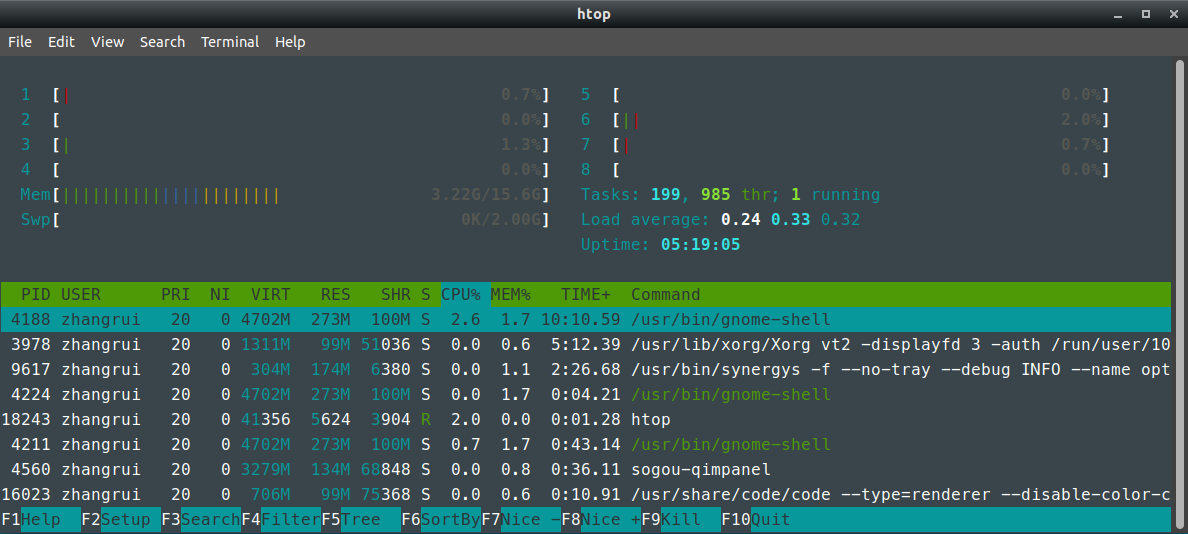 htop
File Edit View Search Terminal Help
1 [| 0.7%] 5 [ 0.0%]
2 [ 0.0%] 6 [|| 2.0%]
3 [| 1.3%] 7 [| 0.7%]
4 [ 0.0%] 8 [ 0.0%]
Mem[|||||||||||||||||||||| 3.22G/15.6G] Tasks: 199, 985 thr; 1 running
Swp[ 0K/2.00G] Load average: 0.24 0.33 0.32
Uptime: 05:19:05
PID USER PRI NI VIRT RES SHR S CPU% MEM% TIME+ Command
4188 zhangrui 20 0 4702M 273M 100M S 2.6 1.7 10:10.59 /usr/bin/gnome-shell
3978 zhangrui 20 0 1311M 99M 51036 S 0.0 0.6 5:12.39 /usr/lib/xorg/Xorg vt2 -displayfd 3 -auth /run/user/10
9617 zhangrui 20 0 304M 174M 6380 S 0.0 1.1 2:26.68 /usr/bin/synergys -f --no-tray --debug INFO --name opt
4224 zhangrui 20 0 4702M 273M 100M S 0.0 1.7 0:04.21 /usr/bin/gnome-shell
18243 zhangrui 20 0 41356 5624 3904 R 2.0 0.0 0:01.28 htop
4211 zhangrui 20 0 4702M 273M 100M S 0.7 1.7 0:43.14 /usr/bin/gnome-shell
4560 zhangrui 20 0 3279M 134M 68848 S 0.0 0.8 0:36.11 sogou-qimpanel
16023 zhangrui 20 0 706M 99M 75368 S 0.0 0.6 0:10.91 /usr/share/code/code --type=renderer --disable-color-c
F1Help F2Setup F3SearchF4FilterF5Tree F6SortByF7Nice -F8Nice +F9Kill F10Quit